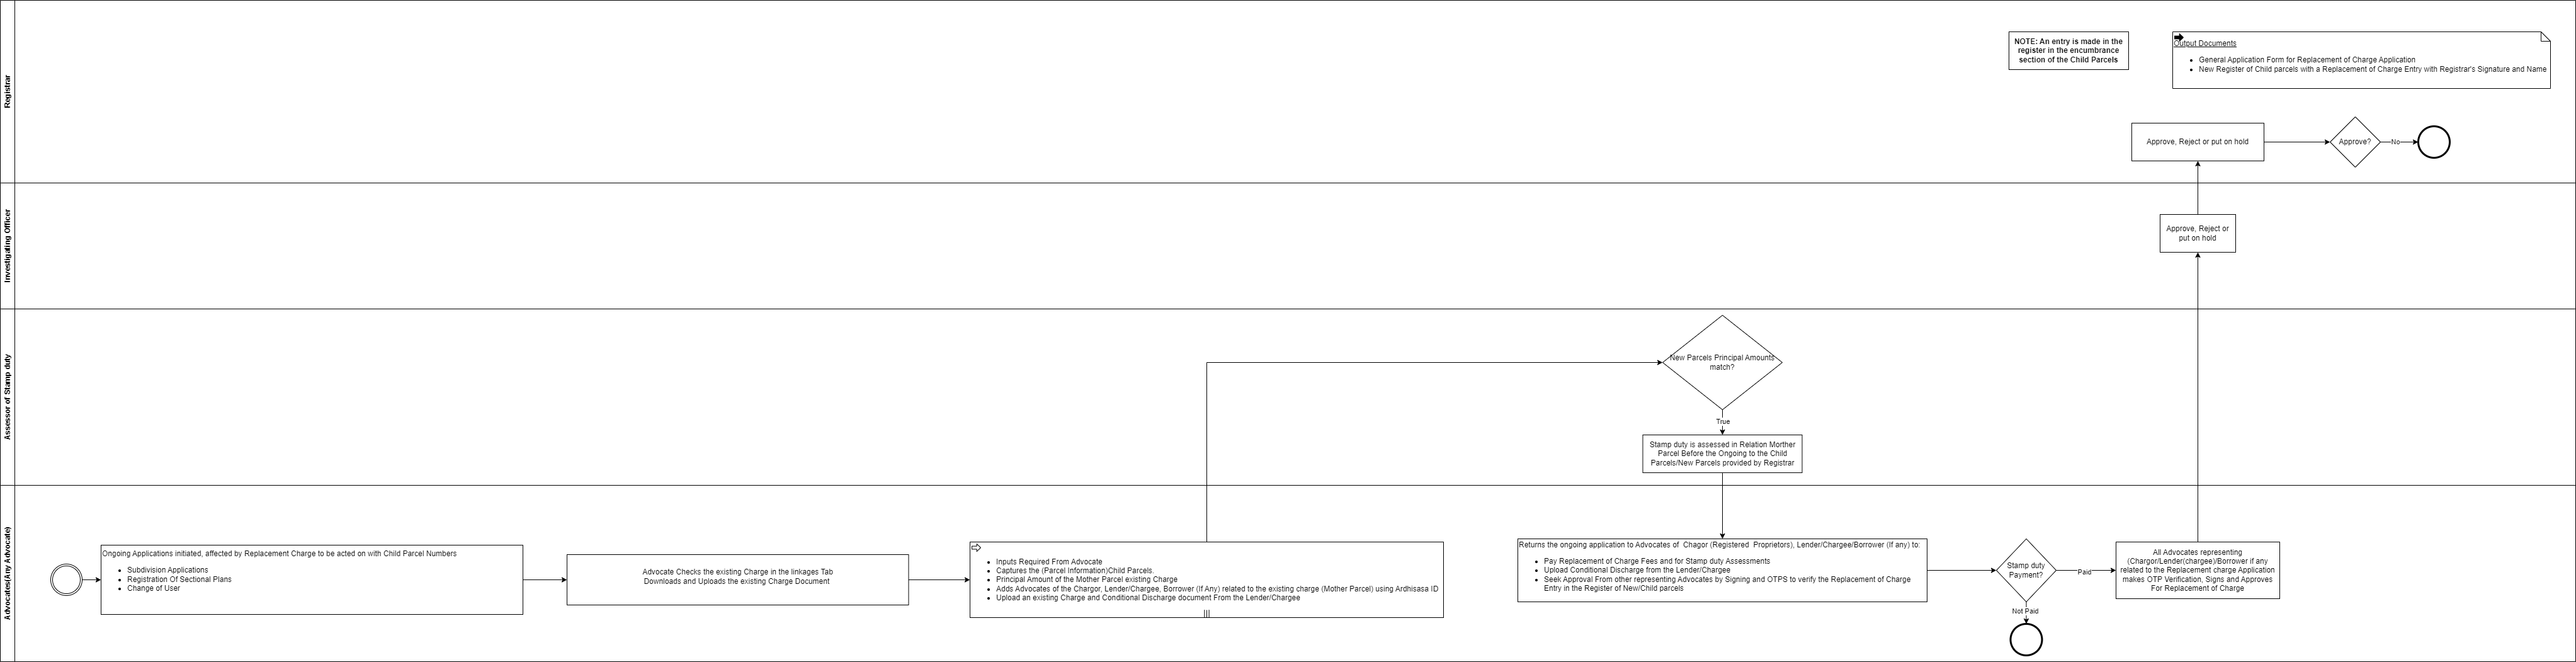 Registrar
NOTE: An entry is made in the
register in the encumbrance
section of the Child Parcels
Output Documents
General Application Form for Replacement of Charge Application
New Register of Child parcels with a Replacement of Charge Entry with Registrar's Signature and Name
Approve, Reject or put on hold
Approve?
No
Investigating Officer
Approve, Reject or
put on hold
Assessor of Stamp duty
New Parcels Principal Amounts
match?
True
Stamp duty is assessed in Relation Morther
Parcel Before the Ongoing to the Child
Parcels/New Parcels provided by Registrar
Advocates(Any Advocate)
Ongoing Applications initiated, affected by Replacement Charge to be acted on with Child Parcel Numbers
Subdivision Applications
Registration Of Sectional Plans
Change of User
Advocate Checks the existing Charge in the linkages Tab
Downloads and Uploads the existing Charge Document
Inputs Required From Advocate
Captures the (Parcel Information)Child Parcels.
Principal Amount of the Mother Parcel existing Charge
Adds Advocates of the Chargor, Lender/Chargee, Borrower (If Any) related to the existing charge (Mother Parcel) using Ardhisasa ID
Upload an existing Charge and Conditional Discharge document From the Lender/Chargee
Returns the ongoing application to Advocates of Chagor (Registered Proprietors), Lender/Chargee/Borrower (If any) to:
Pay Replacement of Charge Fees and for Stamp duty Assessments
Upload Conditional Discharge from the Lender/Chargee
Seek Approval From other representing Advocates by Signing and OTPS to verify the Replacement of Charge
Entry in the Register of New/Child parcels
Stamp duty
Payment?
Paid
Not Paid
All Advocates representing
(Chargor/Lender(chargee)/Borrower if any
related to the Replacement charge Application
makes OTP Verification, Signs and Approves
For Replacement of Charge